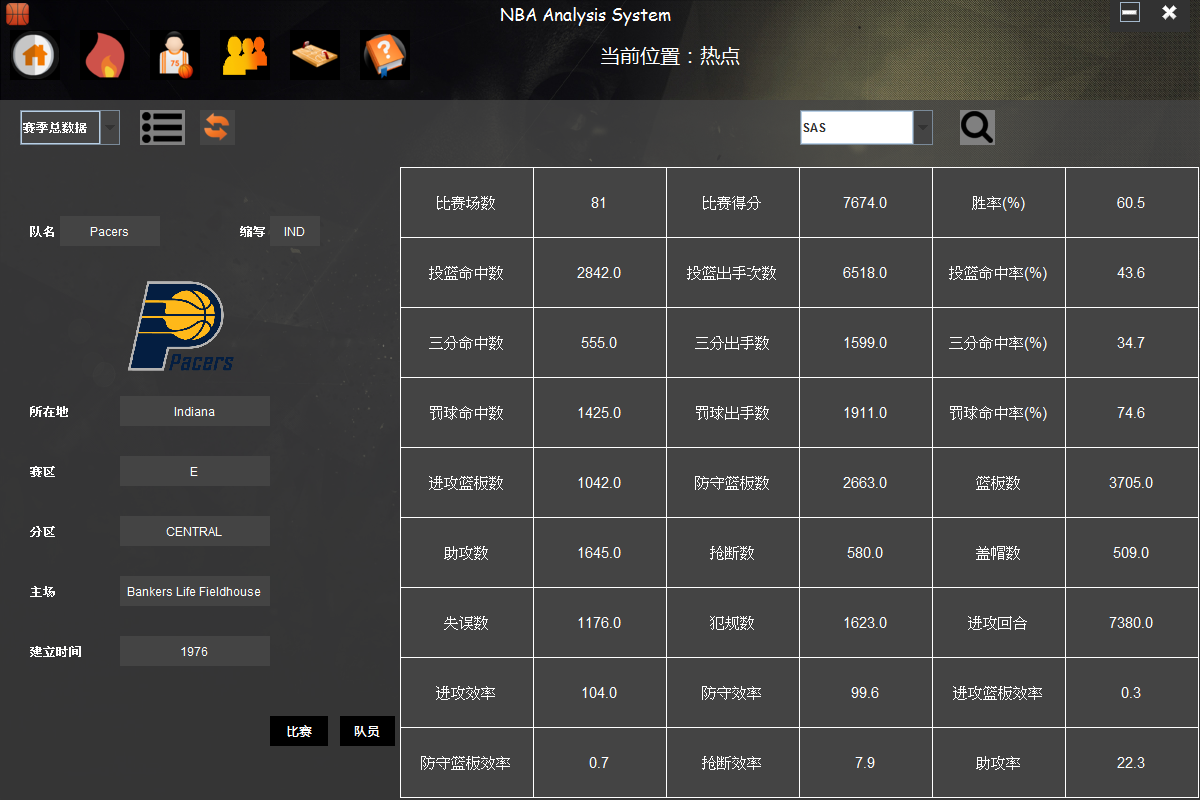 NBA Analysis System
当前位置：热点
75
?
赛季总数据
SAS
队名 Pacers 缩写 IND
Pacers
所在地 Indiana
赛区 E
分区 CENTRAL
主场 Bankers Life Fieldhouse
建立时间 1976
比赛 队员
比赛场数 81 比赛得分 7674.0 胜率(%) 60.5
投篮命中数 2842.0 投篮出手次数 6518.0 投篮命中率(%) 43.6
三分命中数 555.0 三分出手数 1599.0 三分命中率(%) 34.7
罚球命中数 1425.0 罚球出手数 1911.0 罚球命中率(%) 74.6
进攻篮板数 1042.0 防守篮板数 2663.0 篮板数 3705.0
助攻数 1645.0 抢断数 580.0 盖帽数 509.0
失误数 1176.0 犯规数 1623.0 进攻回合 7380.0
进攻效率 104.0 防守效率 99.6 进攻篮板效率 0.3
防守篮板效率 0.7 抢断效率 7.9 助攻率 22.3